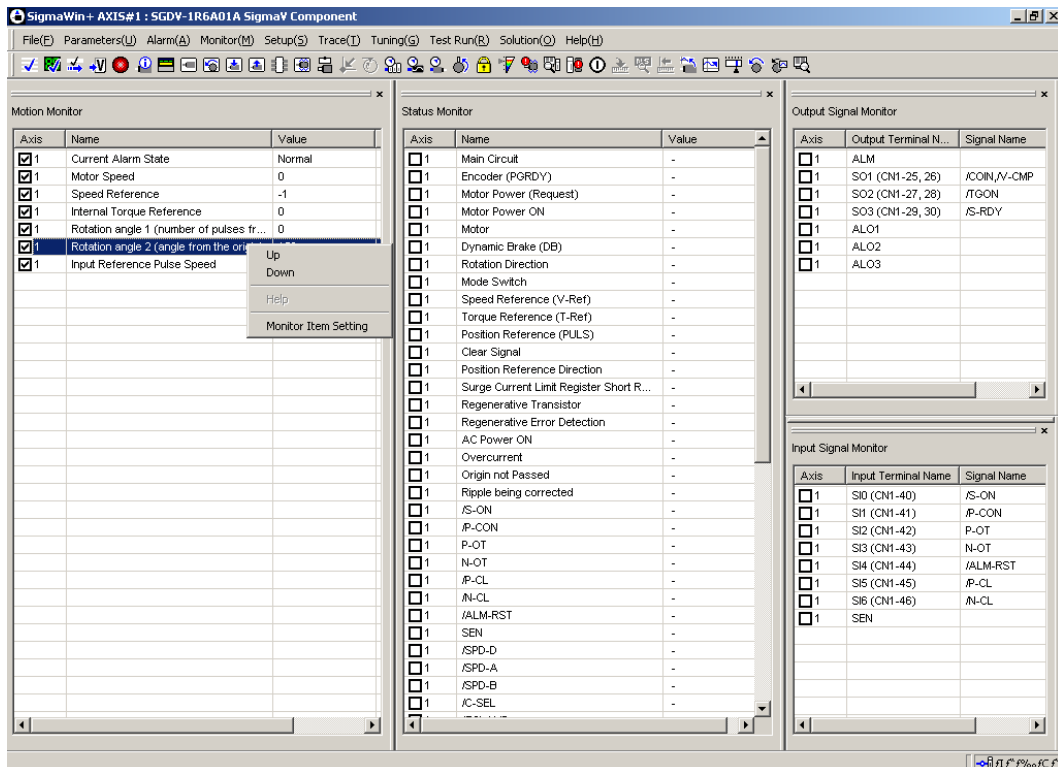 SigmaWin+ AXIS#1 : SGDV-1R6A01A SigmaV Component
File(F) Parameters(U) Alarm(A) Monitor(M) Setup(S) Trace(T) Tuning(G) Test Run(R) Solution(O) Help(H)
Motion Monitor
Axis Name Value
1 Current Alarm State Normal
1 Motor Speed 0
1 Speed Reference -1
1 Internal Torque Reference 0
1 Rotation angle 1 (number of pulses fr... 0
1 Rotation angle 2 (angle from the
1 Input Reference Pulse Speed
Up
Down
Help
Monitor Item Setting
Status Monitor
Axis Name Value
1 Main Circuit -
1 Encoder (PGRDY) -
1 Motor Power (Request) -
1 Motor Power ON -
1 Motor -
1 Dynamic Brake (DB) -
1 Rotation Direction -
1 Mode Switch -
1 Speed Reference (V-Ref) -
1 Torque Reference (T-Ref) -
1 Position Reference (PULS) -
1 Clear Signal -
1 Position Reference Direction -
1 Surge Current Limit Register Short R... -
1 Regenerative Transistor -
1 Regenerative Error Detection -
1 AC Power ON -
1 Overcurrent -
1 Origin not Passed -
1 Ripple being corrected -
1 /S-ON -
1 /P-CON -
1 P-OT -
1 N-OT -
1 /P-CL -
1 /N-CL -
1 /ALM-RST -
1 SEN -
1 /SPD-D -
1 /SPD-A -
1 /SPD-B -
1 /C-SEL -
Output Signal Monitor
Axis Output Terminal N... Signal Name
1 ALM
1 SO1 (CN1-25, 26) /COIN,/V-CMP
1 SO2 (CN1-27, 28) /TGON
1 SO3 (CN1-29, 30) /S-RDY
1 ALO1
1 ALO2
1 ALO3
Input Signal Monitor
Axis Input Terminal Name Signal Name
1 SI0 (CN1-40) /S-ON
1 SI1 (CN1-41) /P-CON
1 SI2 (CN1-42) P-OT
1 SI3 (CN1-43) N-OT
1 SI4 (CN1-44) /ALM-RST
1 SI5 (CN1-45) /P-CL
1 SI6 (CN1-46) /N-CL
1 SEN